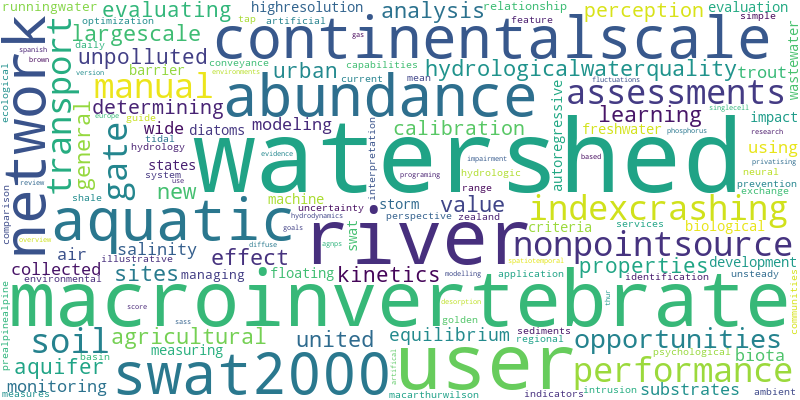 runningwater evaluating optimization tap artificial highresolution analysis relationship feature simple perception evaluation
spanish brown daily version largescale gas continentalscale wastewater
ecological network europe transport unpolluted conveyance environments current mean capabilities fluctuations
guide barrier urban hydrologicalwaterquality trout singlecell
manual abundance autoregressive assessments
determining learning impact phosphorus
general tidal wide diatoms modeling calibration freshwater using research
hydrology gate states evidence watershed interpretation hydrologic impairment based neural privatising
comparison review shale system use machine range programing prevention
new uncertainty storm value indexcrashing exchange
aquatic hydrodynamics perspective zealand swat criteria services biological
overview goals diffuse agnps river nonpointsource
air salinity effect modelling spatiotemporal
illustrative collected managing kinetics properties development communities
environmental sites floating application identification unsteady
prealpinealpine macroinvertebrate
score sass desorption golden thur
soil agricultural united equilibrium sediments regional opportunities
basin measuring psychological biota
aquifer swat2000 user performance
monitoring artifical substrates
measures macarthurwilson indicators intrusion ambient